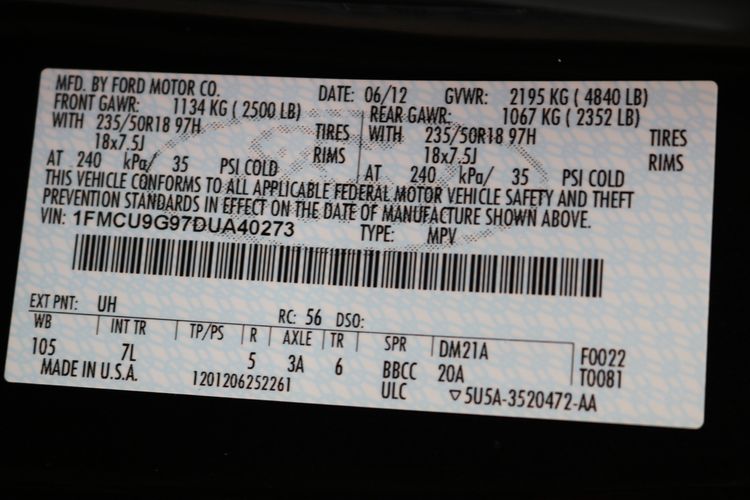 MFD. BY FORD MOTOR CO. DATE: 06/12 GVWR: 2195 KG ( 4840 LB)
FRONT GAWR: 1134 KG ( 2500 LB) REAR GAWR: 1067 KG ( 2352 LB)
WITH 235/50R18 97H TIRES WITH 235/50R18 97H TIRES
18x7.5J RIMS 18x7.5J RIMS
AT 240 kPa/ 35 PSI COLD AT 240 kPa/ 35 PSI COLD
THIS VEHICLE CONFORMS TO ALL APPLICABLE FEDERAL MOTOR VEHICLE SAFETY AND THEFT
PREVENTION STANDARDS IN EFFECT ON THE DATE OF MANUFACTURE SHOWN ABOVE.
VIN: 1FMCU9G97DUA40273 TYPE: MPV
EXT PNT: UH RC: 56 DSO:
WB INT TR TP/PS R AXLE TR SPR DM21A F0022
105 7L 5 3A 6 BBCC 20A T0081
MADE IN U.S.A. 1201206252261 ULC ▽5U5A-3520472-AA